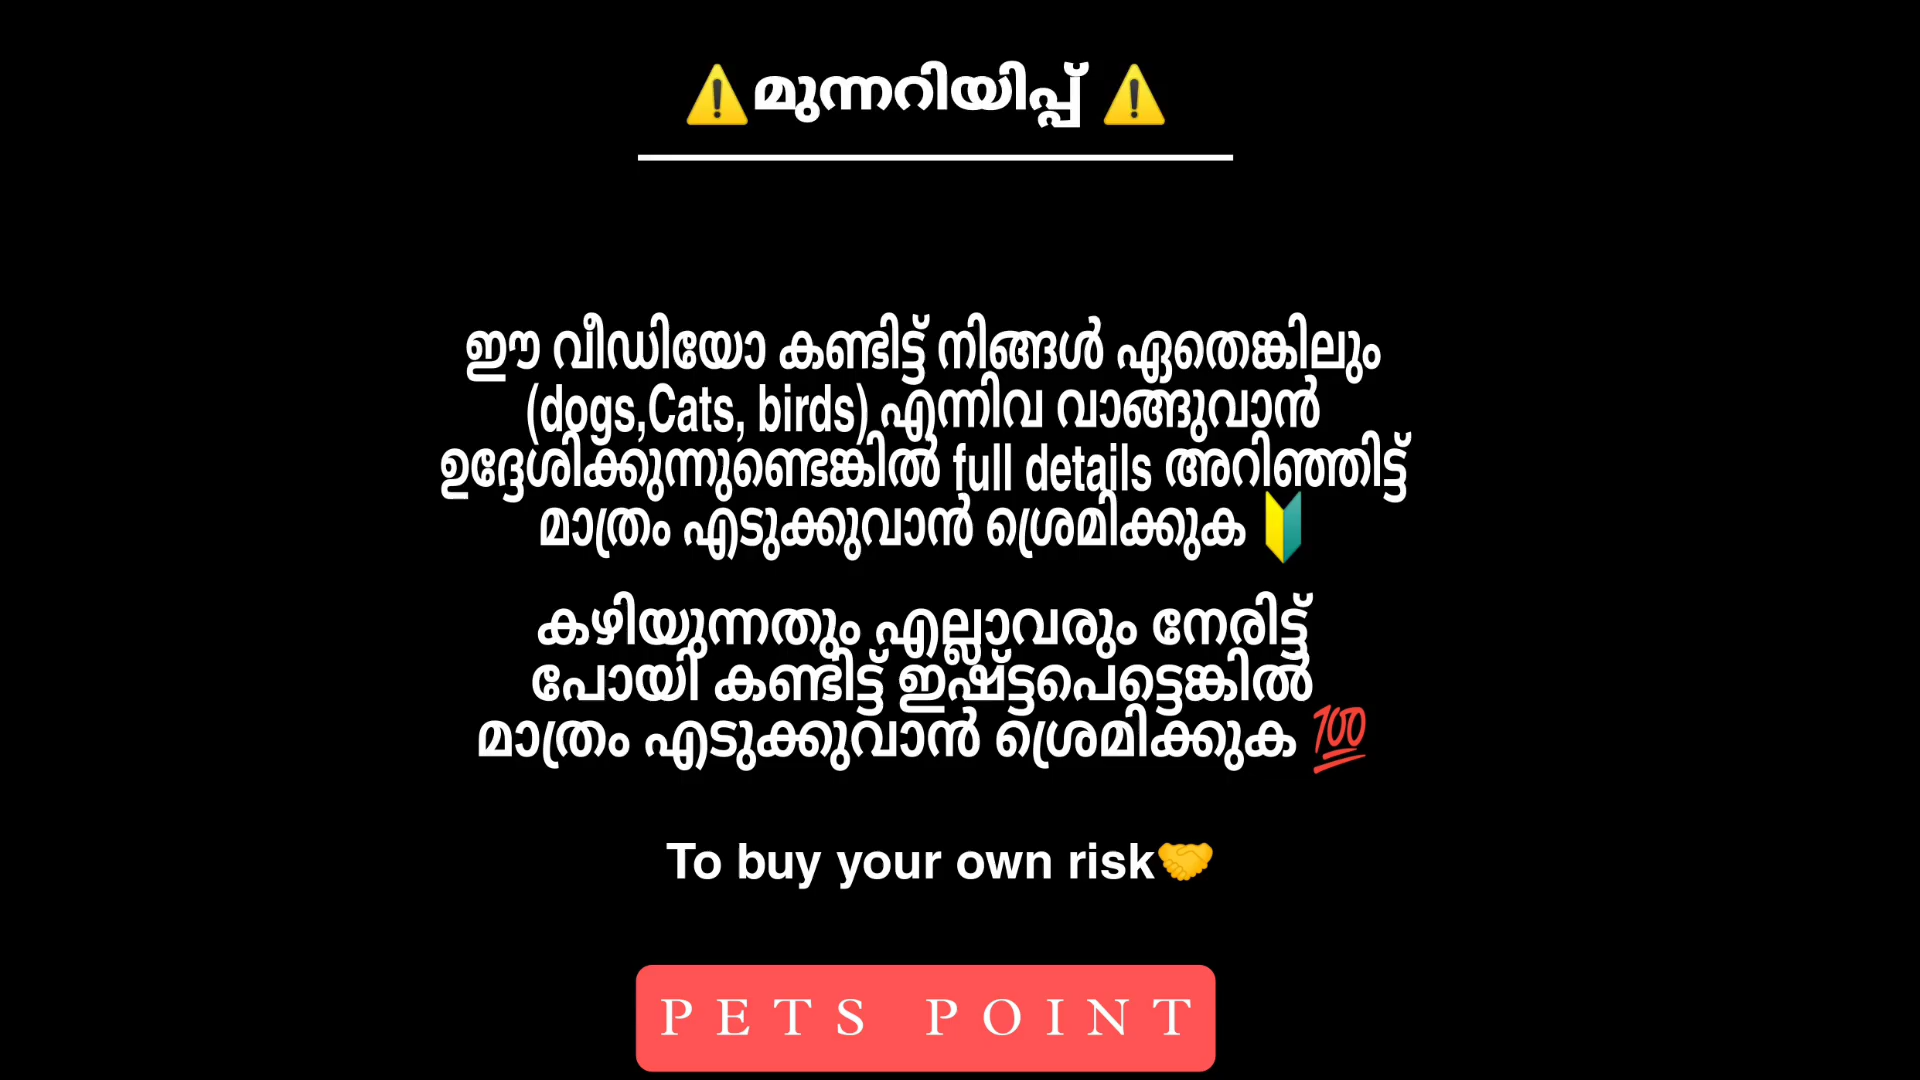 ⚠️മുന്നറിയിപ്പ് ⚠️
ഈ വീഡിയോ കണ്ടിട്ട് നിങ്ങൾ ഏതെങ്കിലും
(dogs,Cats, birds) എന്നിവ വാങ്ങുവാൻ
ഉദ്ദേശിക്കുന്നുണ്ടെങ്കിൽ full details അറിഞ്ഞിട്ട്
മാത്രം എടുക്കുവാൻ ശ്രെമിക്കുക 🔰
കഴിയുന്നതും എല്ലാവരും നേരിട്ട്
പോയി കണ്ടിട്ട് ഇഷ്ട്ടപെട്ടെങ്കിൽ
മാത്രം എടുക്കുവാൻ ശ്രെമിക്കുക 💯
To buy your own risk🤝
PETS POINT